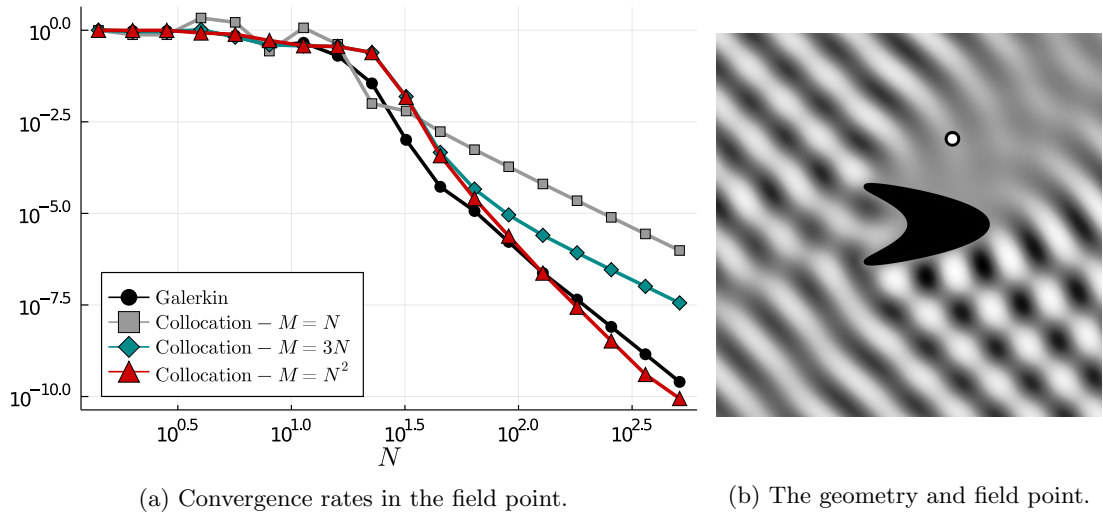 10^0.0
10^-2.5
10^-5.0
10^-7.5
10^-10.0
Galerkin
Collocation − M = N
Collocation − M = 3N
Collocation − M = N^2
10^0.5
10^1.0
10^1.5
10^2.0
10^2.5
N
(a) Convergence rates in the field point.
(b) The geometry and field point.